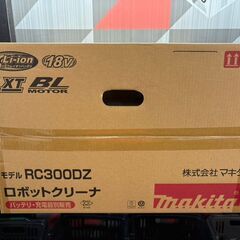 Li-ion
18V
XT BL
MOTOR
モデル RC300DZ
株式会社 マキタ
ロボットクリーナ
バッテリ・充電器別販売
makita